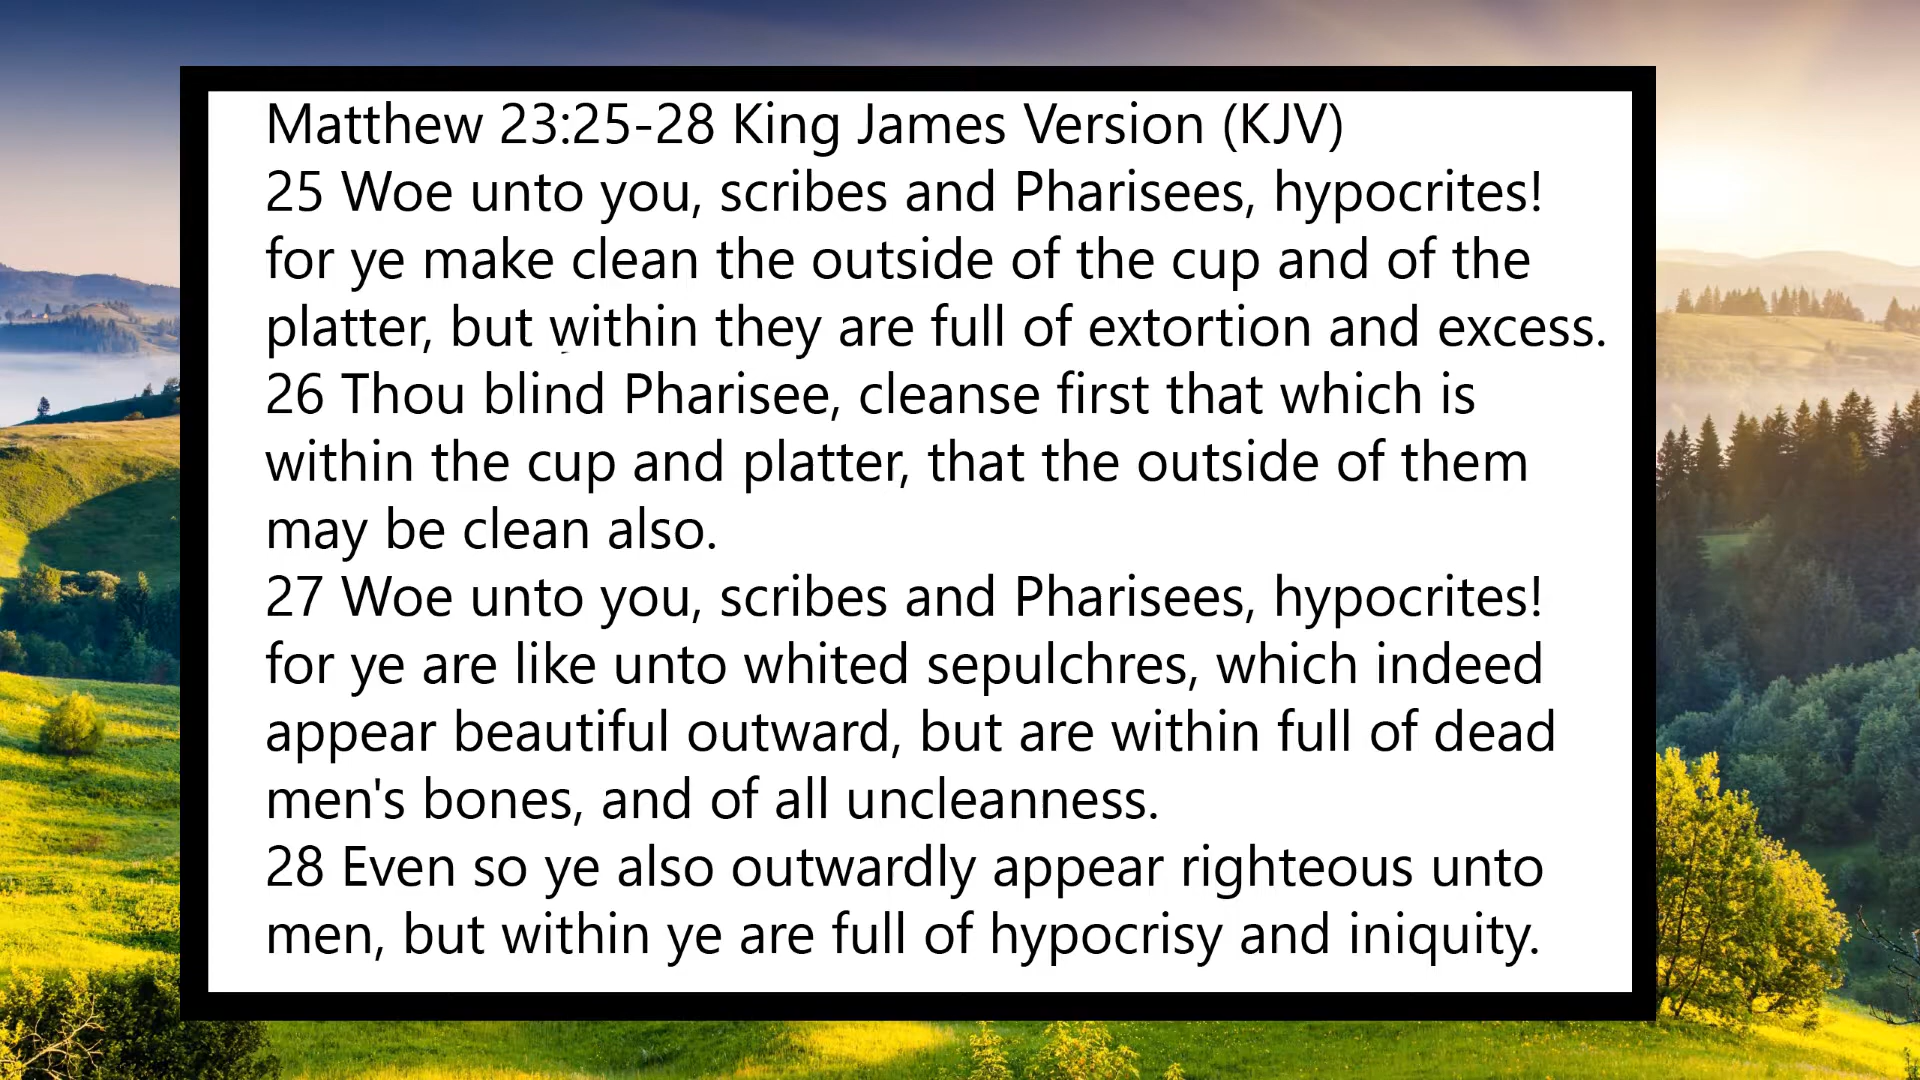 Matthew 23:25-28 King James Version (KJV)
25 Woe unto you, scribes and Pharisees, hypocrites!
for ye make clean the outside of the cup and of the
platter, but within they are full of extortion and excess.
26 Thou blind Pharisee, cleanse first that which is
within the cup and platter, that the outside of them
may be clean also.
27 Woe unto you, scribes and Pharisees, hypocrites!
for ye are like unto whited sepulchres, which indeed
appear beautiful outward, but are within full of dead
men's bones, and of all uncleanness.
28 Even so ye also outwardly appear righteous unto
men, but within ye are full of hypocrisy and iniquity.